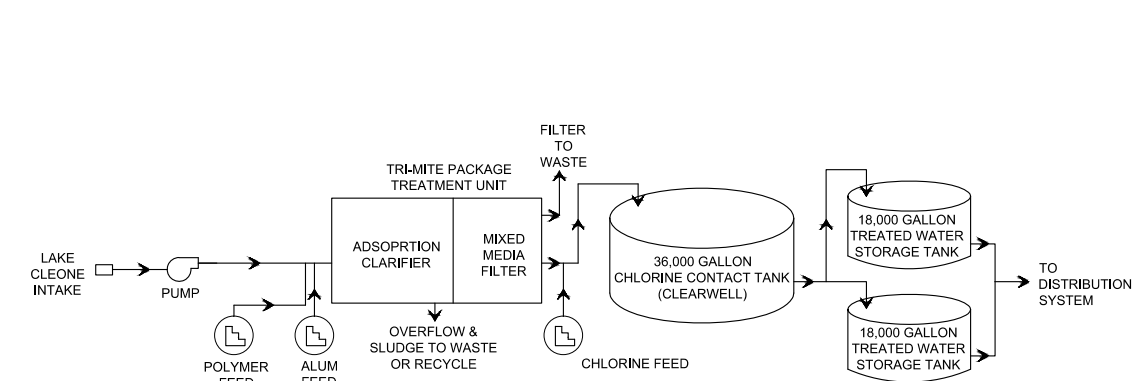 FILTER
TO
WASTE
TRI-MITE PACKAGE
TREATMENT UNIT
LAKE
CLEONE
INTAKE
PUMP
ADSOPRTION
CLARIFIER
MIXED
MEDIA
FILTER
36,000 GALLON
CHLORINE CONTACT TANK
(CLEARWELL)
18,000 GALLON
TREATED WATER
STORAGE TANK
TO
DISTRIBUTION
SYSTEM
18,000 GALLON
TREATED WATER
STORAGE TANK
OVERFLOW &
SLUDGE TO WASTE
OR RECYCLE
POLYMER
FEED
ALUM
FEED
CHLORINE FEED